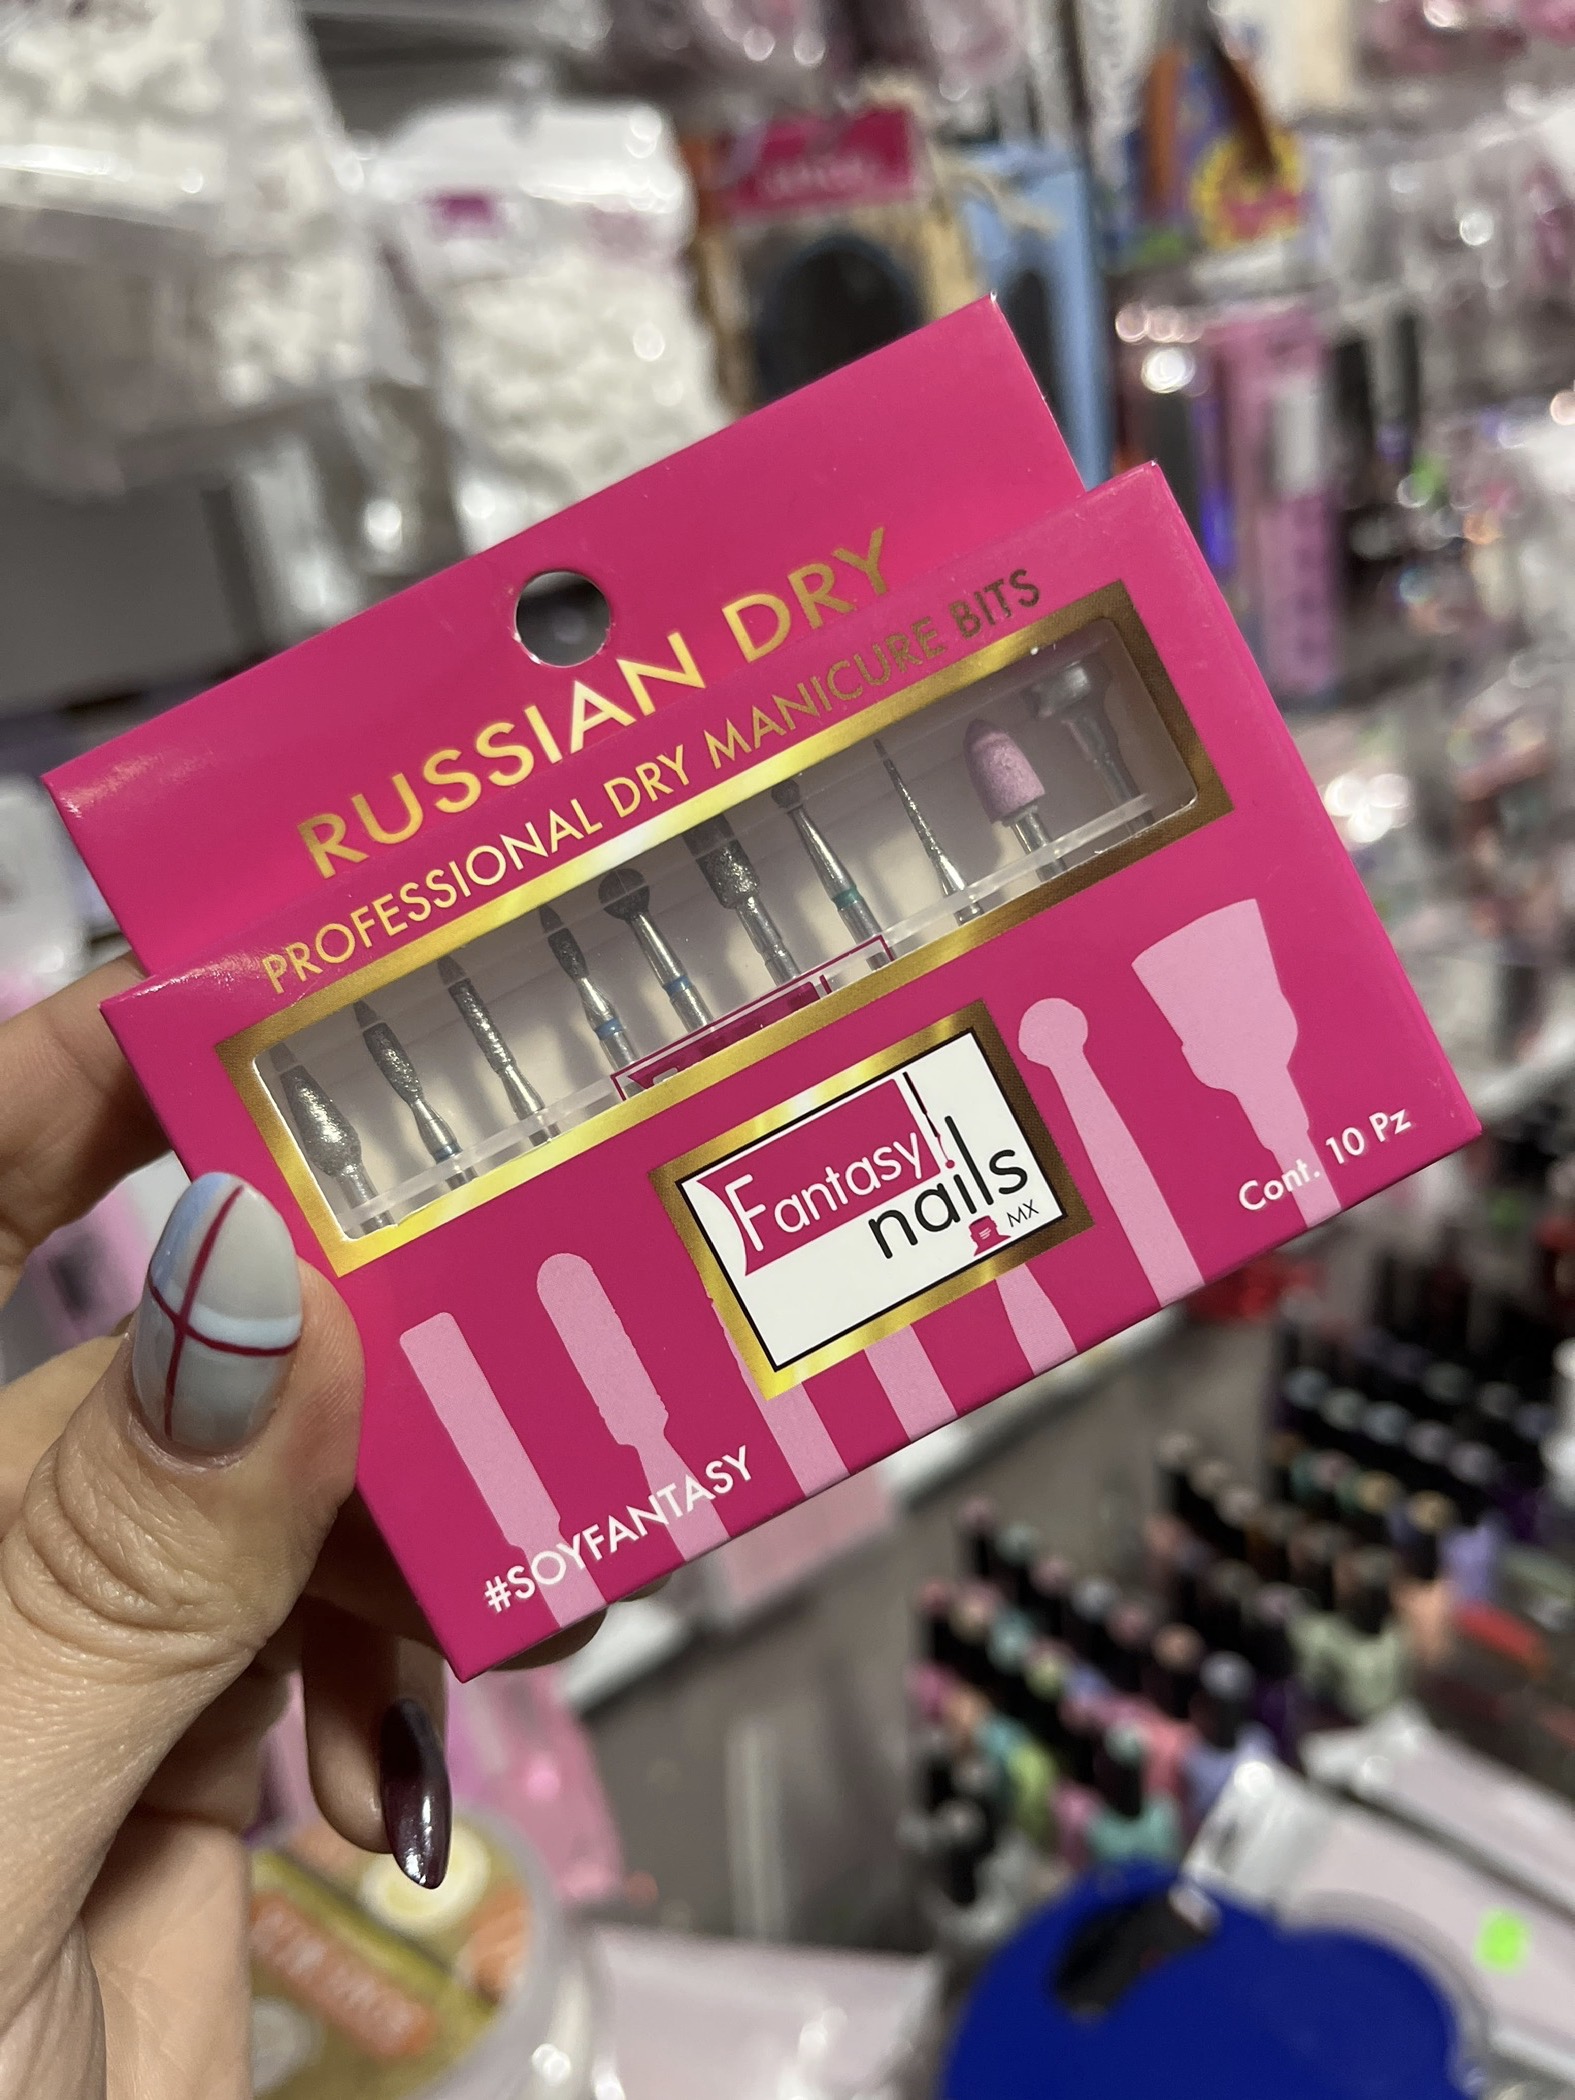 RUSSIAN DRY
PROFESSIONAL DRY MANICURE BITS
Fantasy
nails
MX
Cont. 10 Pz
#SOYFANTASY